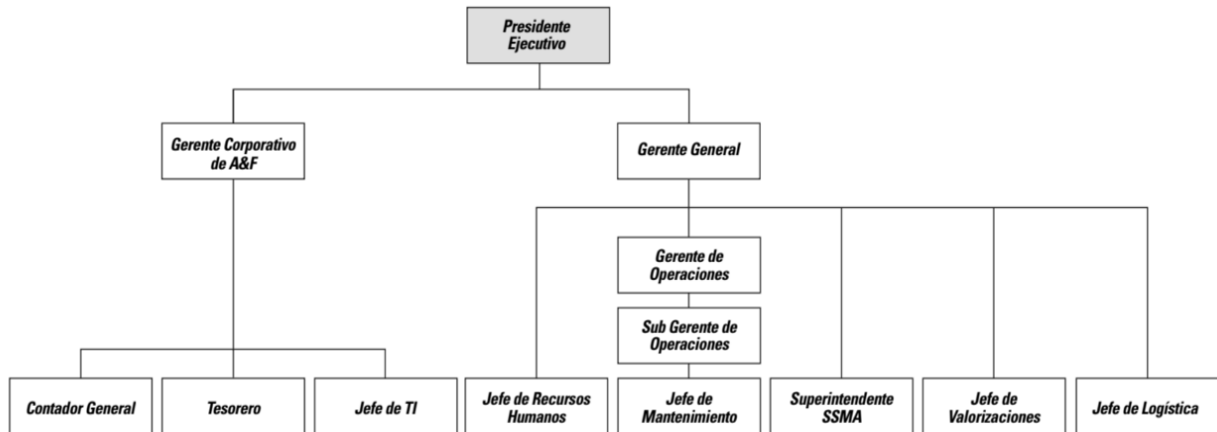 Presidente
Ejecutivo
Gerente Corporativo
de A&F
Gerente General
Gerente de
Operaciones
Sub Gerente de
Operaciones
Contador General
Tesorero
Jefe de TI
Jefe de Recursos
Humanos
Jefe de
Mantenimiento
Superintendente
SSMA
Jefe de
Valorizaciones
Jefe de Logística